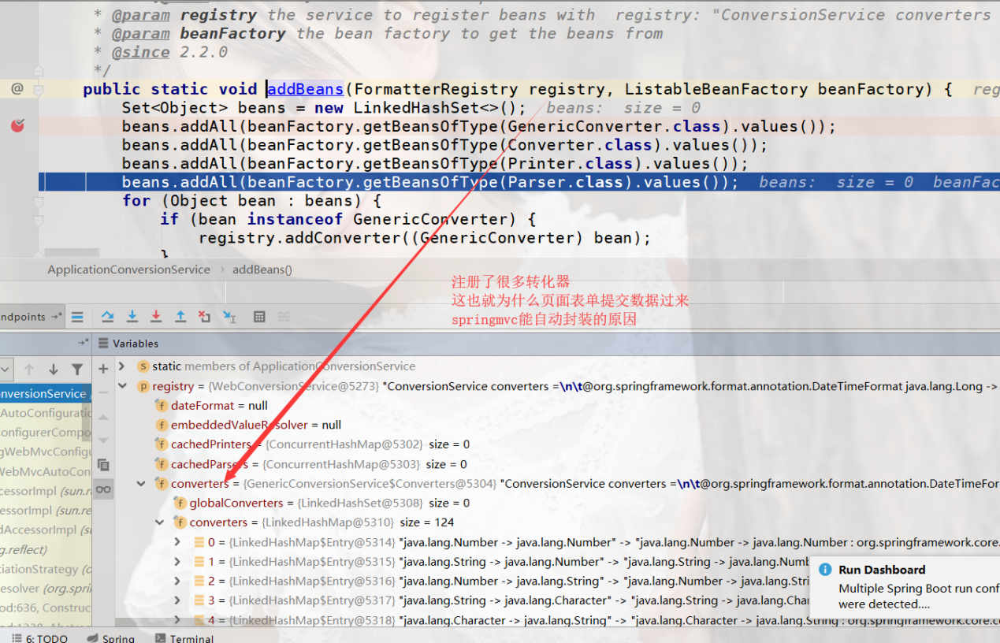 * @param registry the service to register beans with registry: "ConversionService converters
* @param beanFactory the bean factory to get the beans from
* @since 2.2.0
*/
public static void addBeans(FormatterRegistry registry, ListableBeanFactory beanFactory) { reg
Set<Object> beans = new LinkedHashSet<>(); beans: size = 0
beans.addAll(beanFactory.getBeansOfType(GenericConverter.class).values());
beans.addAll(beanFactory.getBeansOfType(Converter.class).values());
beans.addAll(beanFactory.getBeansOfType(Printer.class).values());
beans.addAll(beanFactory.getBeansOfType(Parser.class).values()); beans: size = 0 beanFac
for (Object bean : beans) {
if (bean instanceof GenericConverter) {
registry.addConverter((GenericConverter) bean);
}
ApplicationConversionService › addBeans()
注册了很多转化器
这也就为什么页面表单提交数据过来
springmvc能自动封装的原因
ndpoints
Variables
static members of ApplicationConversionService
nversionService
registry = {WebConversionService@5273} "ConversionService converters =\n\t@org.springframework.format.annotation.DateTimeFormat java.lang.Long ->
AutoConfiguratio
dateFormat = null
onfigurerCompo
embeddedValueResolver = null
gWebMvcConfigu
cachedPrinters = {ConcurrentHashMap@5302} size = 0
WebMvcAutoCon
cachedParsers = {ConcurrentHashMap@5303} size = 0
cessorImpl (sun.re
converters = {GenericConversionService$Converters@5304} "ConversionService converters =\n\t@org.springframework.format.annotation.DateTimeFor
essorImpl (sun.re
globalConverters = {LinkedHashSet@5308} size = 0
dAccessorImpl (su
converters = {LinkedHashMap@5310} size = 124
g.reflect)
0 = {LinkedHashMap$Entry@5314} "java.lang.Number -> java.lang.Number" -> "java.lang.Number -> java.lang.Number : org.springframework.core.
tiationStrategy (o
1 = {LinkedHashMap$Entry@5315} "java.lang.String -> java.lang.Number" -> "java.lang.String -> java.lang.Numb
esolver (org.sprin
2 = {LinkedHashMap$Entry@5316} "java.lang.Number -> java.lang.String" -> "java.lang.Number -> java.lang.Stri
od:636, Construc
3 = {LinkedHashMap$Entry@5317} "java.lang.String -> java.lang.Character" -> "java.lang.String -> java.lang.Cha
4 = {LinkedHashMap$Entry@5318} "java.lang.Character -> java.lang.String" -> "java.lang.Character -> java.lang.String : org.springframework.core.c
Run Dashboard
Multiple Spring Boot run conf
were detected....
6: TODO
Spring
Terminal